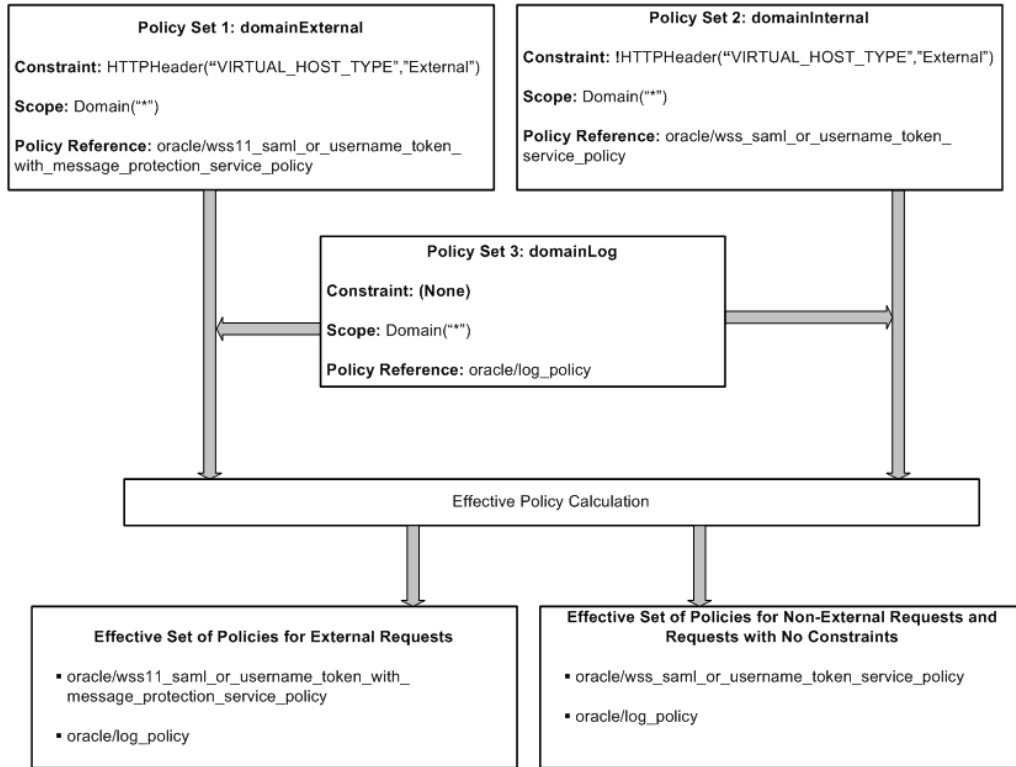 Policy Set 1: domainExternal
Constraint: HTTPHeader(“VIRTUAL_HOST_TYPE”,”External”)
Scope: Domain(“*”)
Policy Reference: oracle/wss11_saml_or_username_token_
with_message_protection_service_policy
Policy Set 2: domainInternal
Constraint: !HTTPHeader(“VIRTUAL_HOST_TYPE”,”External”)
Scope: Domain(“*”)
Policy Reference: oracle/wss_saml_or_username_token_
service_policy
Policy Set 3: domainLog
Constraint: (None)
Scope: Domain(“*”)
Policy Reference: oracle/log_policy
Effective Policy Calculation
Effective Set of Policies for External Requests
▪ oracle/wss11_saml_or_username_token_with_
message_protection_service_policy
▪ oracle/log_policy
Effective Set of Policies for Non-External Requests and
Requests with No Constraints
▪ oracle/wss_saml_or_username_token_service_policy
▪ oracle/log_policy